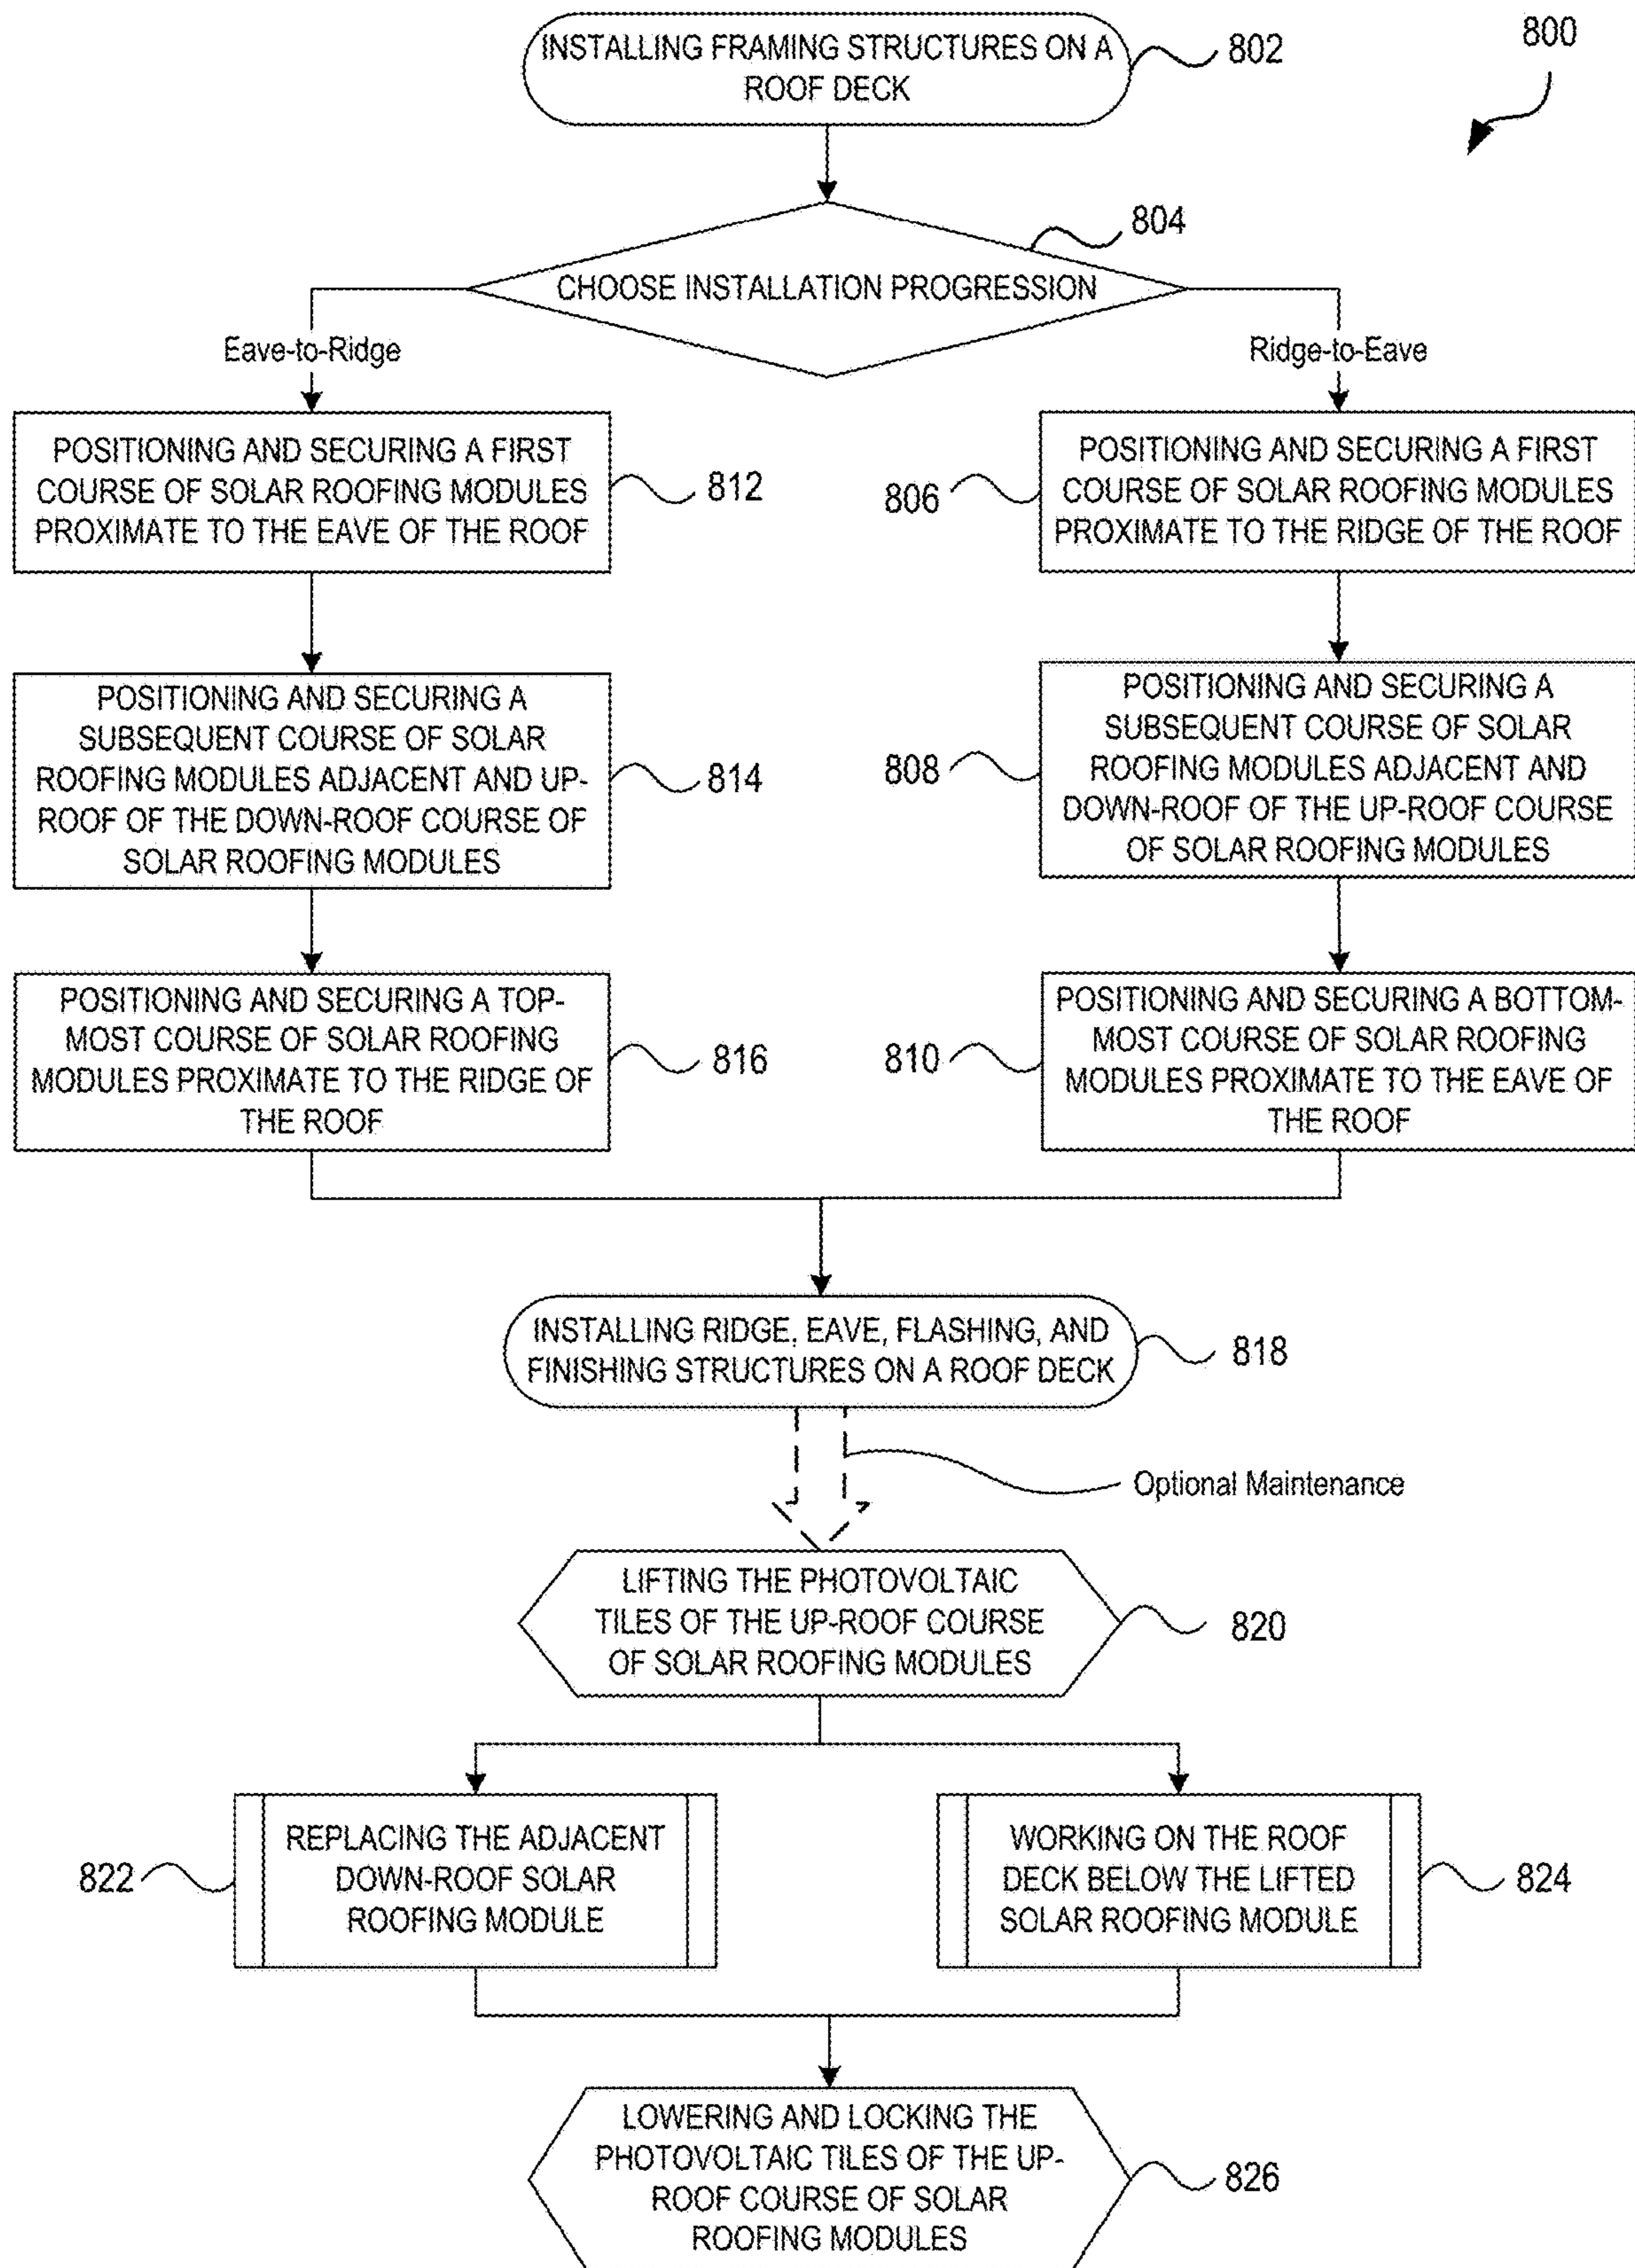 INSTALLING FRAMING STRUCTURES ON A
ROOF DECK
802
800
804
CHOOSE INSTALLATION PROGRESSION
Eave-to-Ridge
Ridge-to-Eave
POSITIONING AND SECURING A FIRST
COURSE OF SOLAR ROOFING MODULES
PROXIMATE TO THE EAVE OF THE ROOF
812
806
POSITIONING AND SECURING A FIRST
COURSE OF SOLAR ROOFING MODULES
PROXIMATE TO THE RIDGE OF THE ROOF
POSITIONING AND SECURING A
SUBSEQUENT COURSE OF SOLAR
ROOFING MODULES ADJACENT AND UP-
ROOF OF THE DOWN-ROOF COURSE OF
SOLAR ROOFING MODULES
814
808
POSITIONING AND SECURING A
SUBSEQUENT COURSE OF SOLAR
ROOFING MODULES ADJACENT AND
DOWN-ROOF OF THE UP-ROOF COURSE
OF SOLAR ROOFING MODULES
POSITIONING AND SECURING A TOP-
MOST COURSE OF SOLAR ROOFING
MODULES PROXIMATE TO THE RIDGE OF
THE ROOF
816
810
POSITIONING AND SECURING A BOTTOM-
MOST COURSE OF SOLAR ROOFING
MODULES PROXIMATE TO THE EAVE OF
THE ROOF
INSTALLING RIDGE, EAVE, FLASHING, AND
FINISHING STRUCTURES ON A ROOF DECK
818
Optional Maintenance
LIFTING THE PHOTOVOLTAIC
TILES OF THE UP-ROOF COURSE
OF SOLAR ROOFING MODULES
820
822
REPLACING THE ADJACENT
DOWN-ROOF SOLAR
ROOFING MODULE
WORKING ON THE ROOF
DECK BELOW THE LIFTED
SOLAR ROOFING MODULE
824
LOWERING AND LOCKING THE
PHOTOVOLTAIC TILES OF THE UP-
ROOF COURSE OF SOLAR
ROOFING MODULES
826